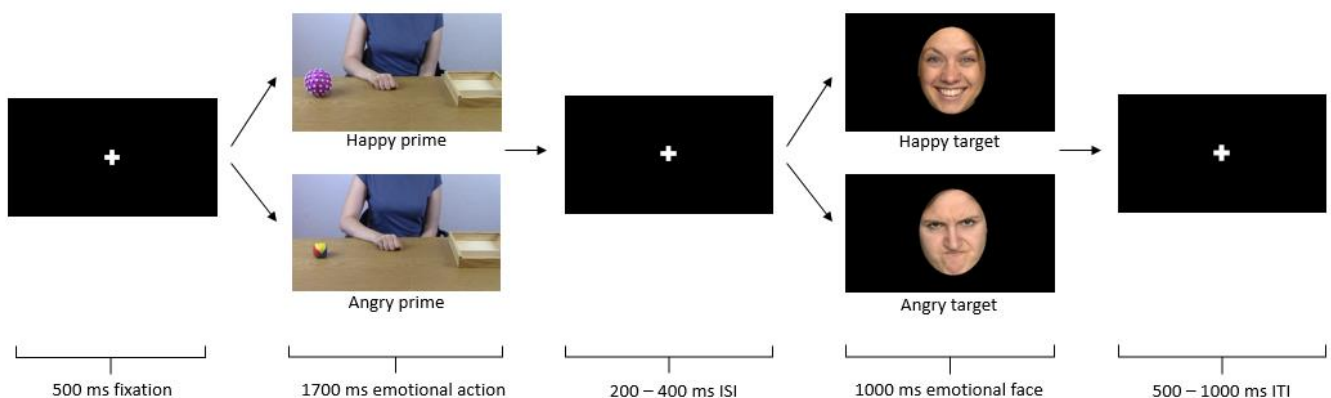 Happy prime
Happy target
Angry prime
Angry target
500 ms fixation
1700 ms emotional action
200 – 400 ms ISI
1000 ms emotional face
500 – 1000 ms ITI